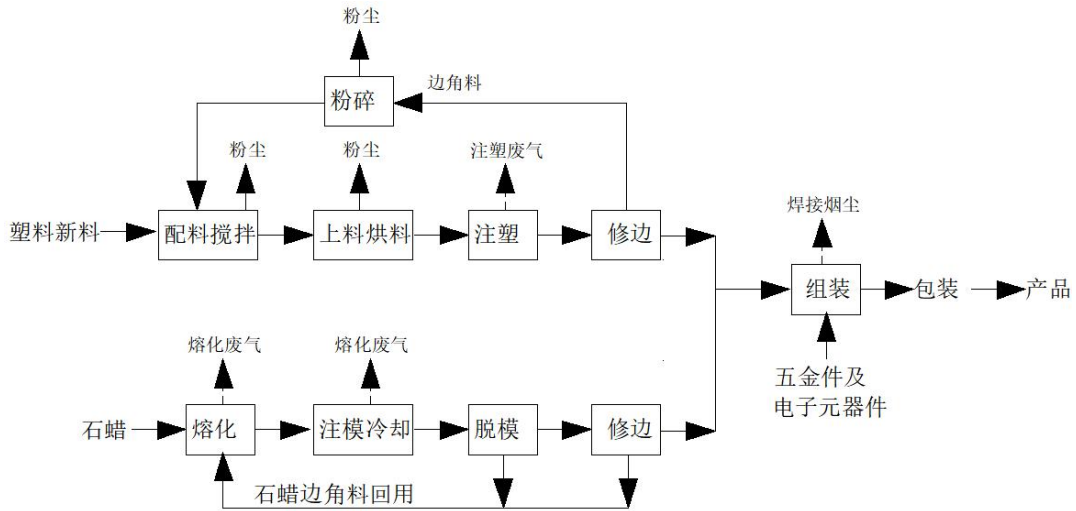 粉尘
粉碎
边角料
粉尘
粉尘
注塑废气
塑料新料
配料搅拌
上料烘料
注塑
修边
焊接烟尘
组装
包装
产品
五金件及
电子元器件
熔化废气
熔化废气
石蜡
熔化
注模冷却
脱模
修边
石蜡边角料回用